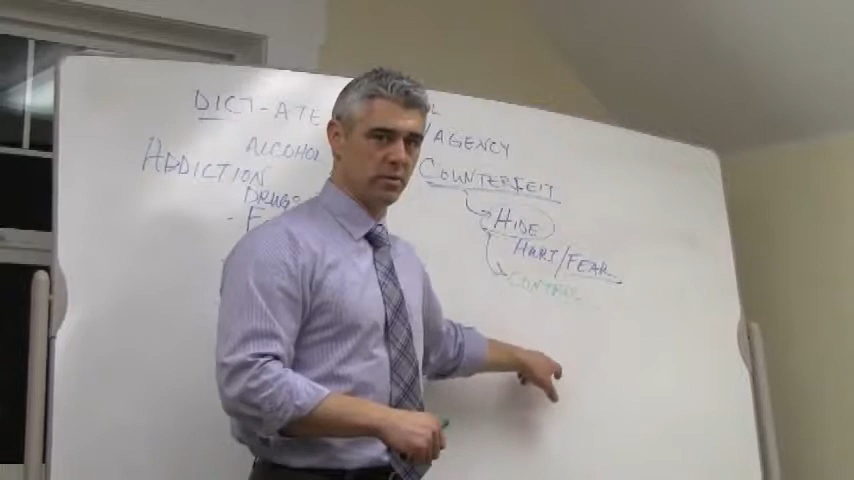 DICT-ATE
ALCOHOL
ADDICTION
DRUGS
AGENCY
COUNTERFEIT
HIDE
HURT/FEAR
CONTROL